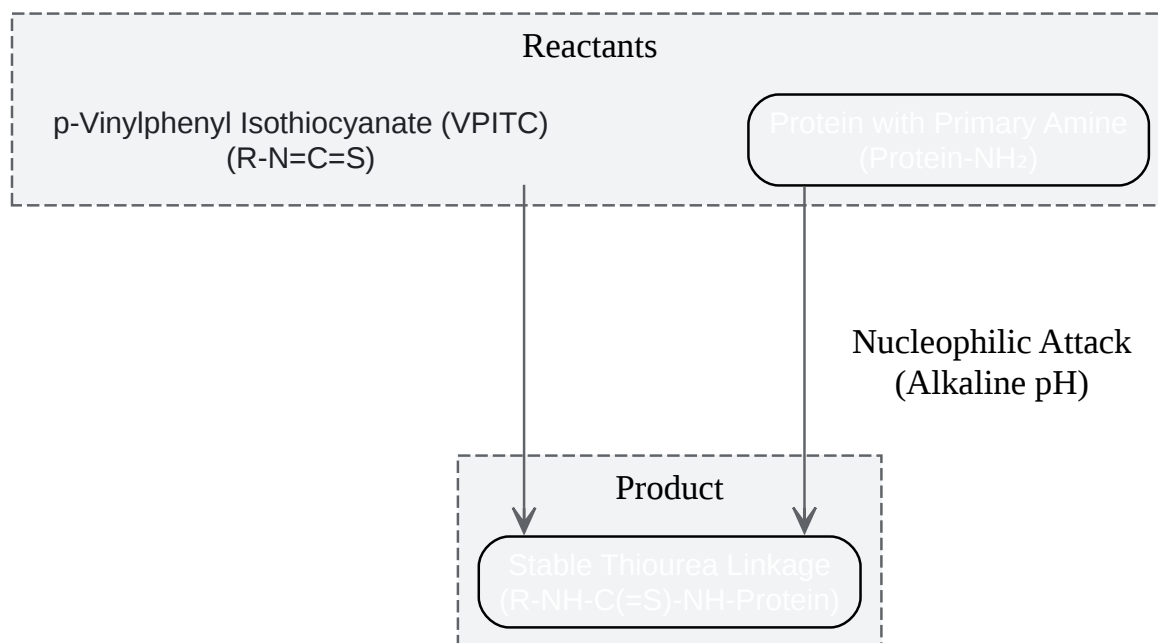 Reactants
p-Vinylphenyl Isothiocyanate (VPITC)
(R-N=C=S)
Protein with Primary Amine
(Protein-NH₂)
Nucleophilic Attack
(Alkaline pH)
Product
Stable Thiourea Linkage
(R-NH-C(=S)-NH-Protein)